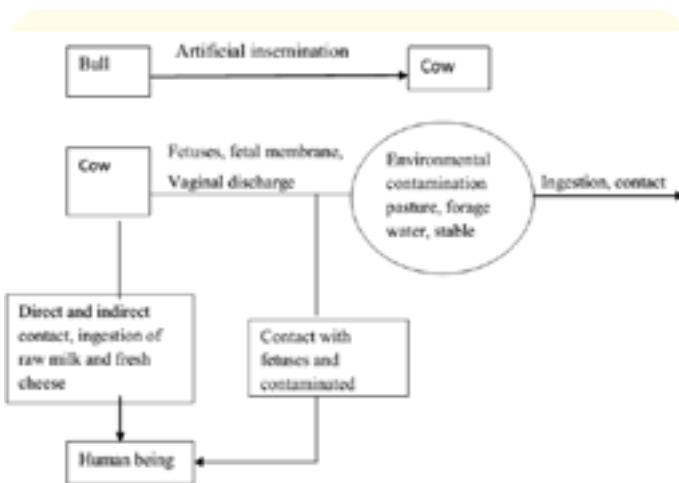 Bull
Artificial insemination
Cow
Cow
Fetuses, fetal membrane,
Vaginal discharge
Environmental
contamination
pasture, forage
water, stable
Ingestion, contact
Direct and indirect
contact, ingestion of
raw milk and fresh
cheese
Contact with
fetuses and
contaminated
Human being